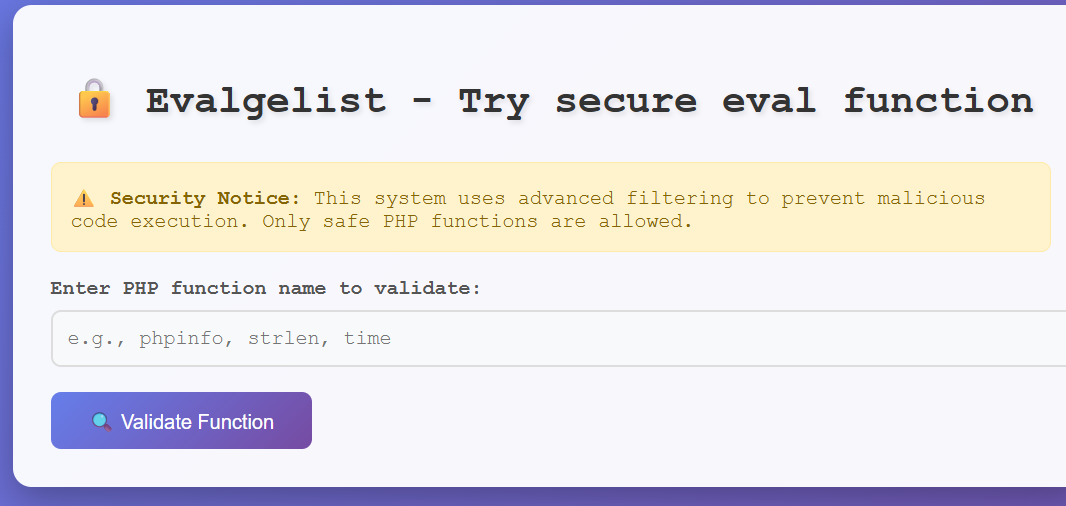 🔒 Evalgelist - Try secure eval function
⚠️ Security Notice: This system uses advanced filtering to prevent malicious
code execution. Only safe PHP functions are allowed.
Enter PHP function name to validate:
e.g., phpinfo, strlen, time
🔍 Validate Function